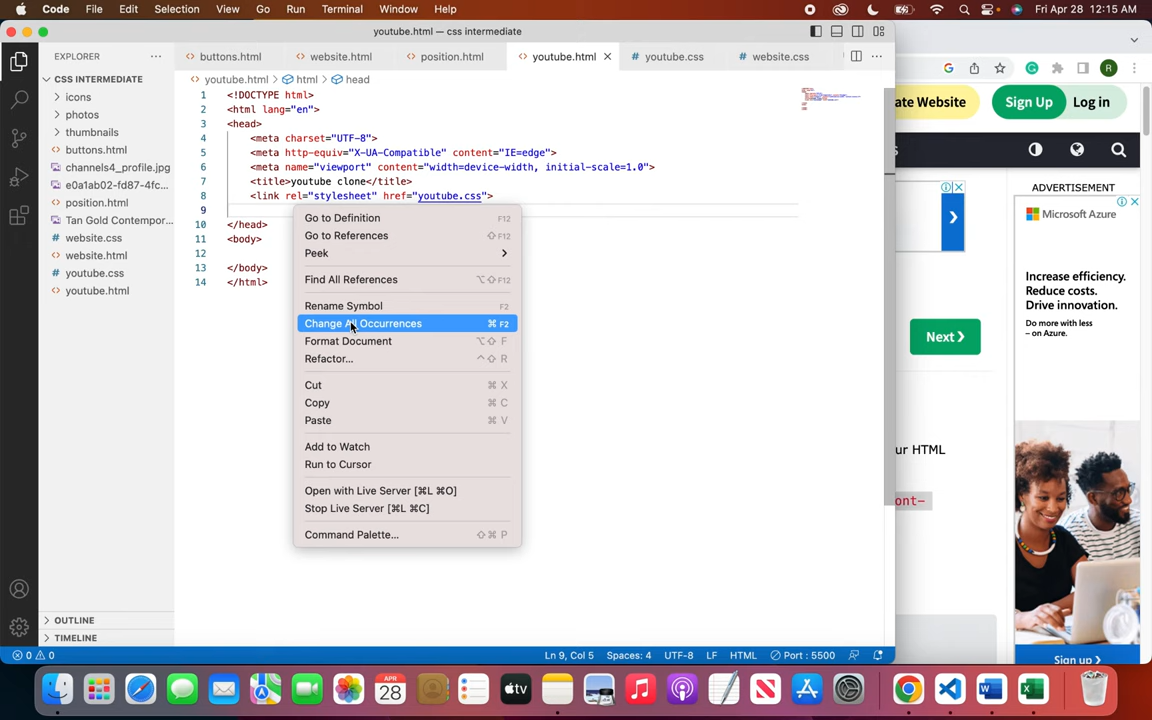 Code File Edit Selection View Go Run Terminal Window Help Fri Apr 28 12:15 AM
youtube.html — css intermediate
EXPLORER ···
CSS INTERMEDIATE
icons
photos
thumbnails
buttons.html
channels4_profile.jpg
e0a1ab02-fd87-4fc...
position.html
Tan Gold Contempor...
website.css
website.html
youtube.css
youtube.html
OUTLINE
TIMELINE
buttons.html website.html position.html youtube.html youtube.css website.css
youtube.html > html > head
1 <!DOCTYPE html>
2 <html lang="en">
3 <head>
4 <meta charset="UTF-8">
5 <meta http-equiv="X-UA-Compatible" content="IE=edge">
6 <meta name="viewport" content="width=device-width, initial-scale=1.0">
7 <title>youtube clone</title>
8 <link rel="stylesheet" href="youtube.css">
9
10 </head>
11 <body>
12
13 </body>
14 </html>
Go to Definition F12
Go to References ⇧F12
Peek
Find All References ⌥⇧F12
Rename Symbol F2
Change All Occurrences ⌘F2
Format Document ⌥⇧F
Refactor... ^⇧R
Cut ⌘X
Copy ⌘C
Paste ⌘V
Add to Watch
Run to Cursor
Open with Live Server [⌘L ⌘O]
Stop Live Server [⌘L ⌘C]
Command Palette... ⇧⌘P
0 0 Ln 9, Col 5 Spaces: 4 UTF-8 LF HTML Port : 5500
R
ate Website Sign Up Log in
s
ADVERTISEMENT
Microsoft Azure
Increase efficiency.
Reduce costs.
Drive innovation.
Do more with less
– on Azure.
Next ❯
ur HTML
ont-
Sign up ❯
APR
28
tv
W
X